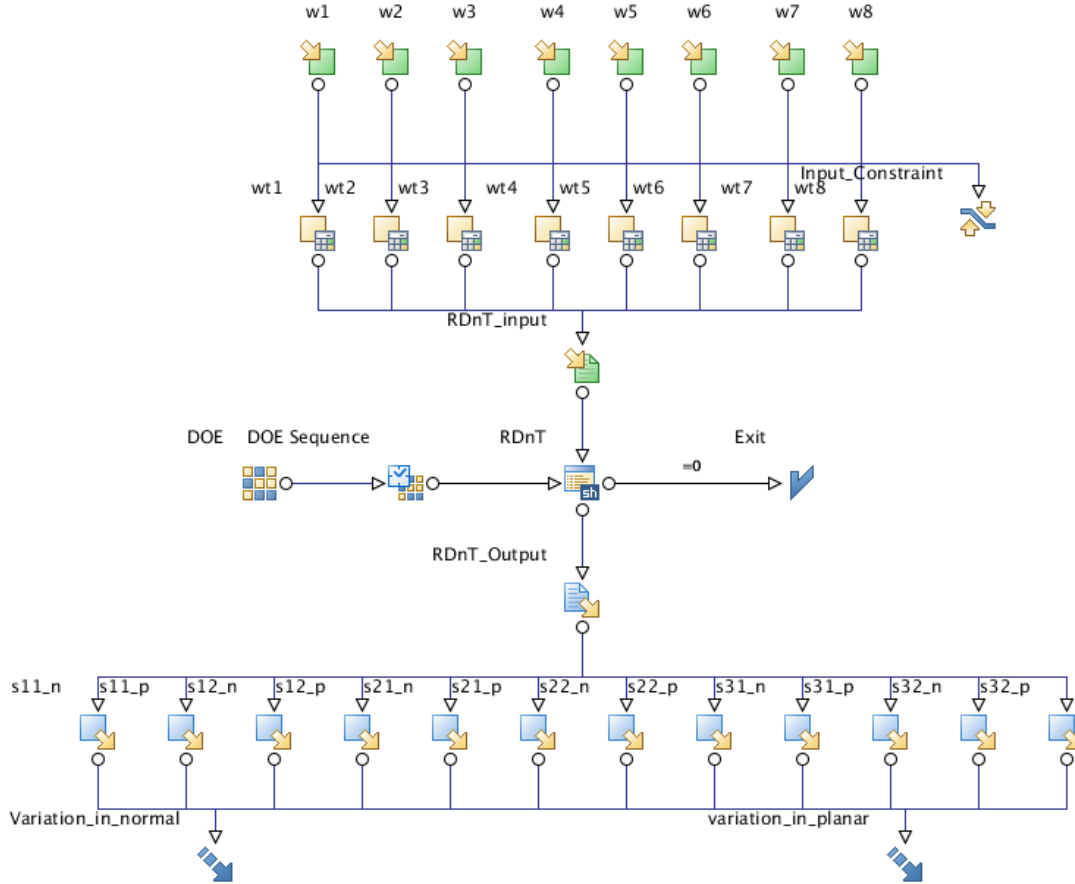 w1 w2 w3 w4 w5 w6 w7 w8
Input_Constraint
wt1 wt2 wt3 wt4 wt5 wt6 wt7 wt8
RDnT_input
DOE DOE Sequence RDnT Exit
=0
sh
RDnT_Output
s11_n s11_p s12_n s12_p s21_n s21_p s22_n s22_p s31_n s31_p s32_n s32_p
Variation_in_normal variation_in_planar